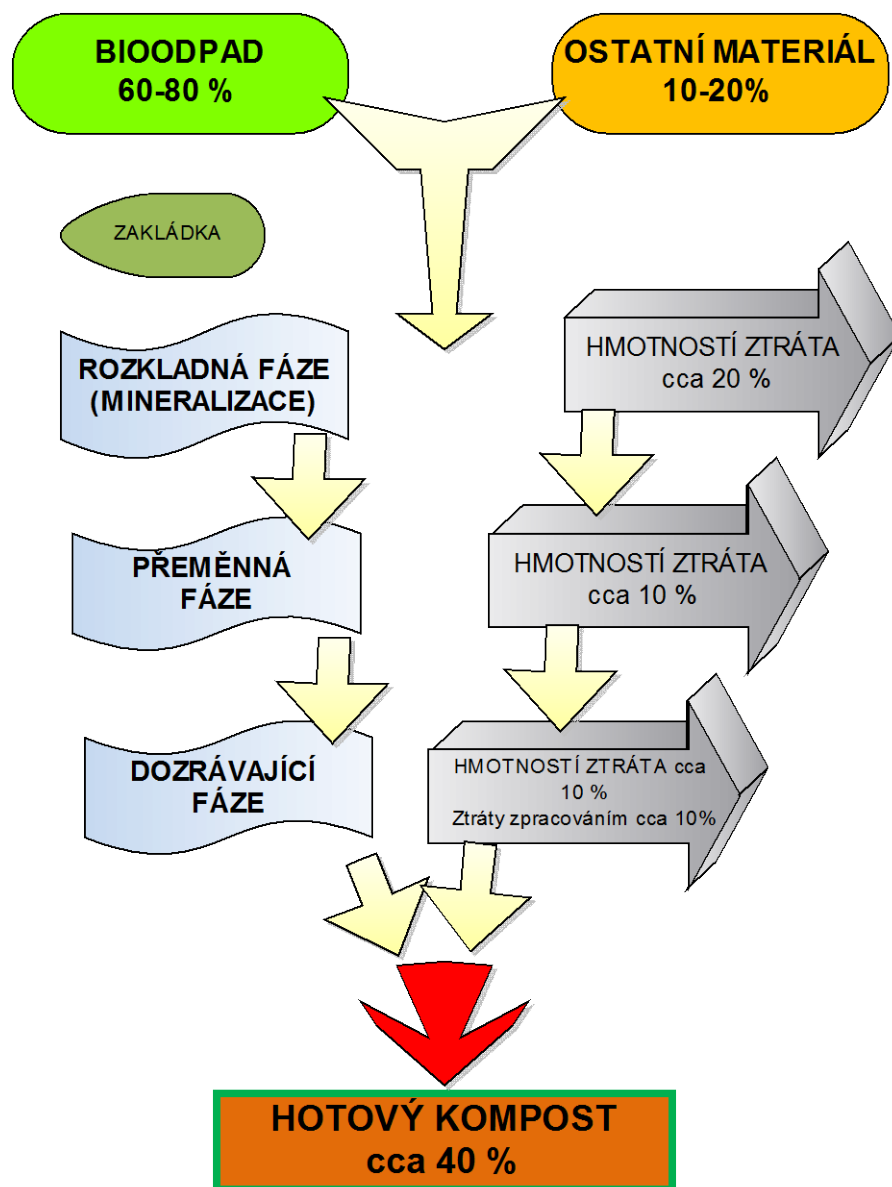 BIOODPAD
60-80 %
OSTATNÍ MATERIÁL
10-20%
ZAKLÁDKA
ROZKLADNÁ FÁZE
(MINERALIZACE)
HMOTNOSTÍ ZTRÁTA
cca 20 %
PŘEMĚNNÁ
FÁZE
HMOTNOSTÍ ZTRÁTA
cca 10 %
DOZRÁVAJÍCÍ
FÁZE
HMOTNOSTÍ ZTRÁTA cca
10 %
Ztráty zpracováním cca 10%
HOTOVÝ KOMPOST
cca 40 %